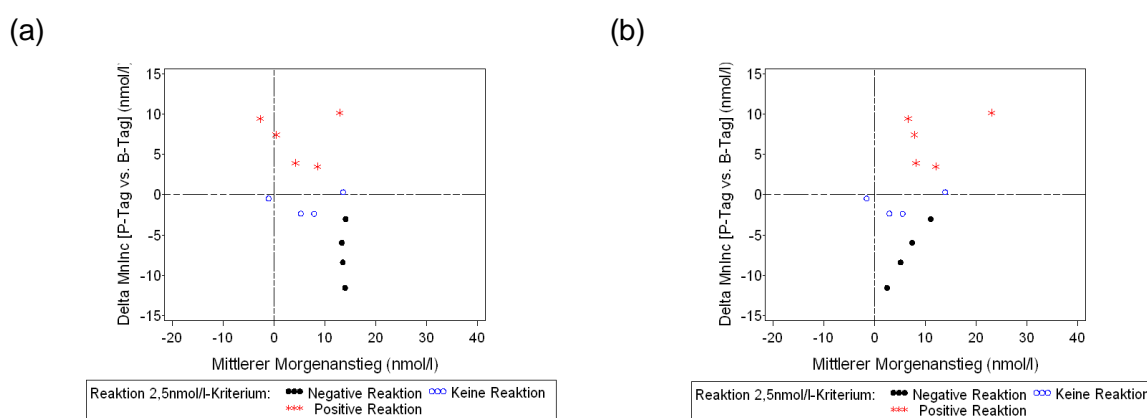 (a)
Delta MnInc [P-Tag vs. B-Tag] (nmol/l)
15
10
5
0
-5
-10
-15
-20 -10 0 10 20 30 40
Mittlerer Morgenanstieg (nmol/l)
Reaktion 2,5nmol/l-Kriterium: Negative Reaktion Keine Reaktion
Positive Reaktion
(b)
Delta MnInc [P-Tag vs. B-Tag] (nmol/l)
15
10
5
0
-5
-10
-15
-20 -10 0 10 20 30 40
Mittlerer Morgenanstieg (nmol/l)
Reaktion 2,5nmol/l-Kriterium: Negative Reaktion Keine Reaktion
Positive Reaktion